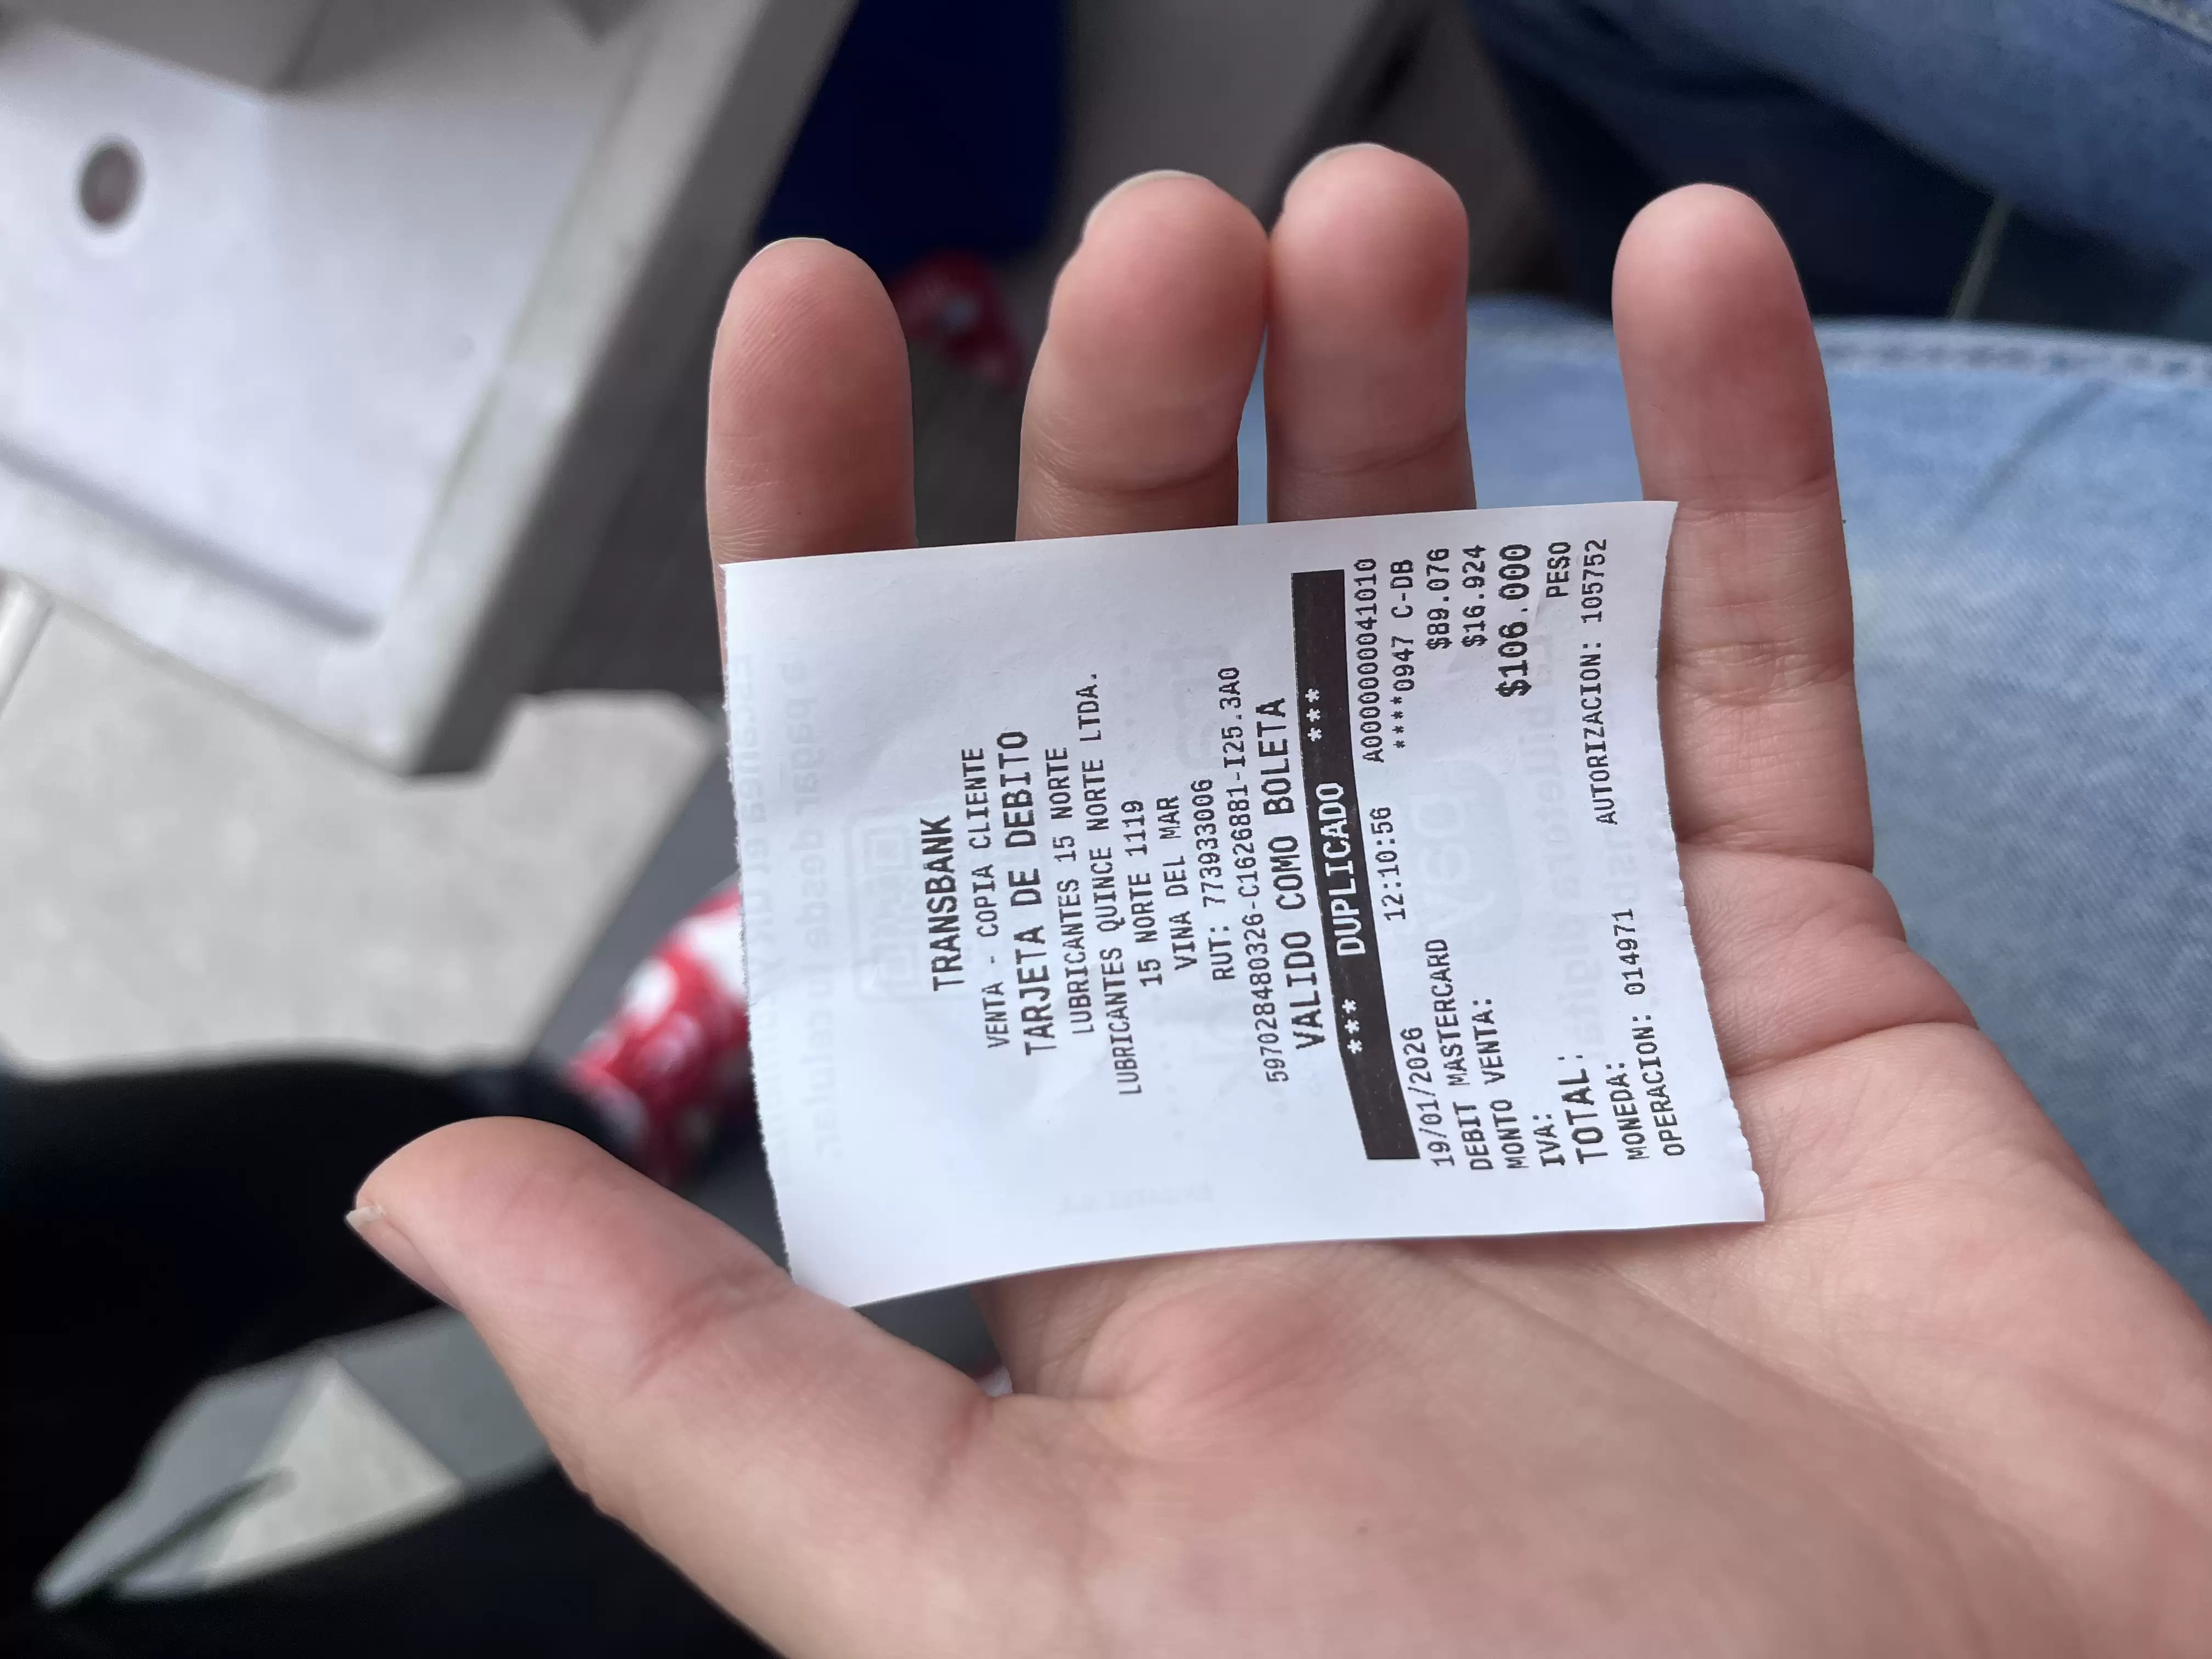 TRANSBANK
VENTA - COPIA CLIENTE
TARJETA DE DEBITO
LUBRICANTES 15 NORTE
LUBRICANTES QUINCE NORTE LTDA.
15 NORTE 1119
VINA DEL MAR
RUT: 773933006
597028480326-C1626881-I25.3A0
VALIDO COMO BOLETA
*** DUPLICADO ***
19/01/2026 12:10:56 A0000000041010
DEBIT MASTERCARD ****0947 C-DB
MONTO VENTA: $89.076
IVA: $16.924
TOTAL: $106.000
MONEDA: PESO
OPERACION: 014971 AUTORIZACION: 105752